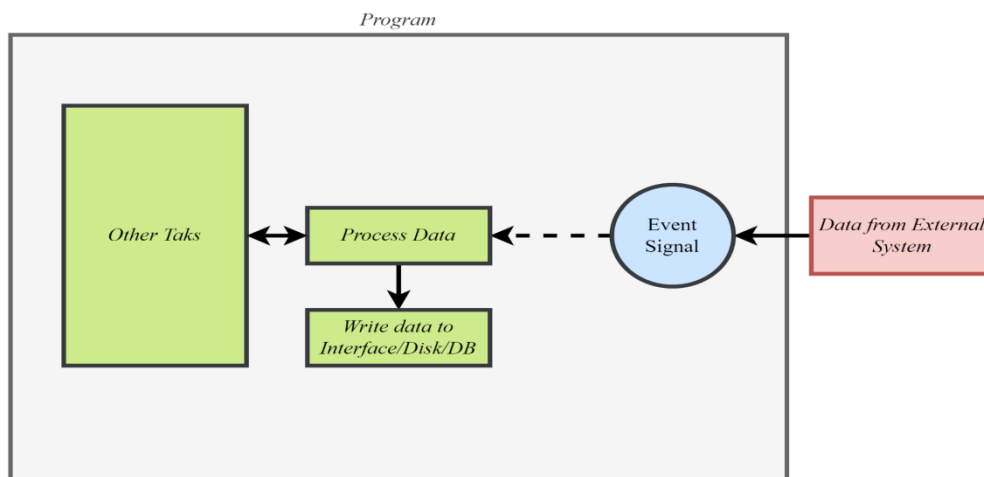 Program
Other Taks
Process Data
Event
Signal
Data from External
System
Write data to
Interface/Disk/DB